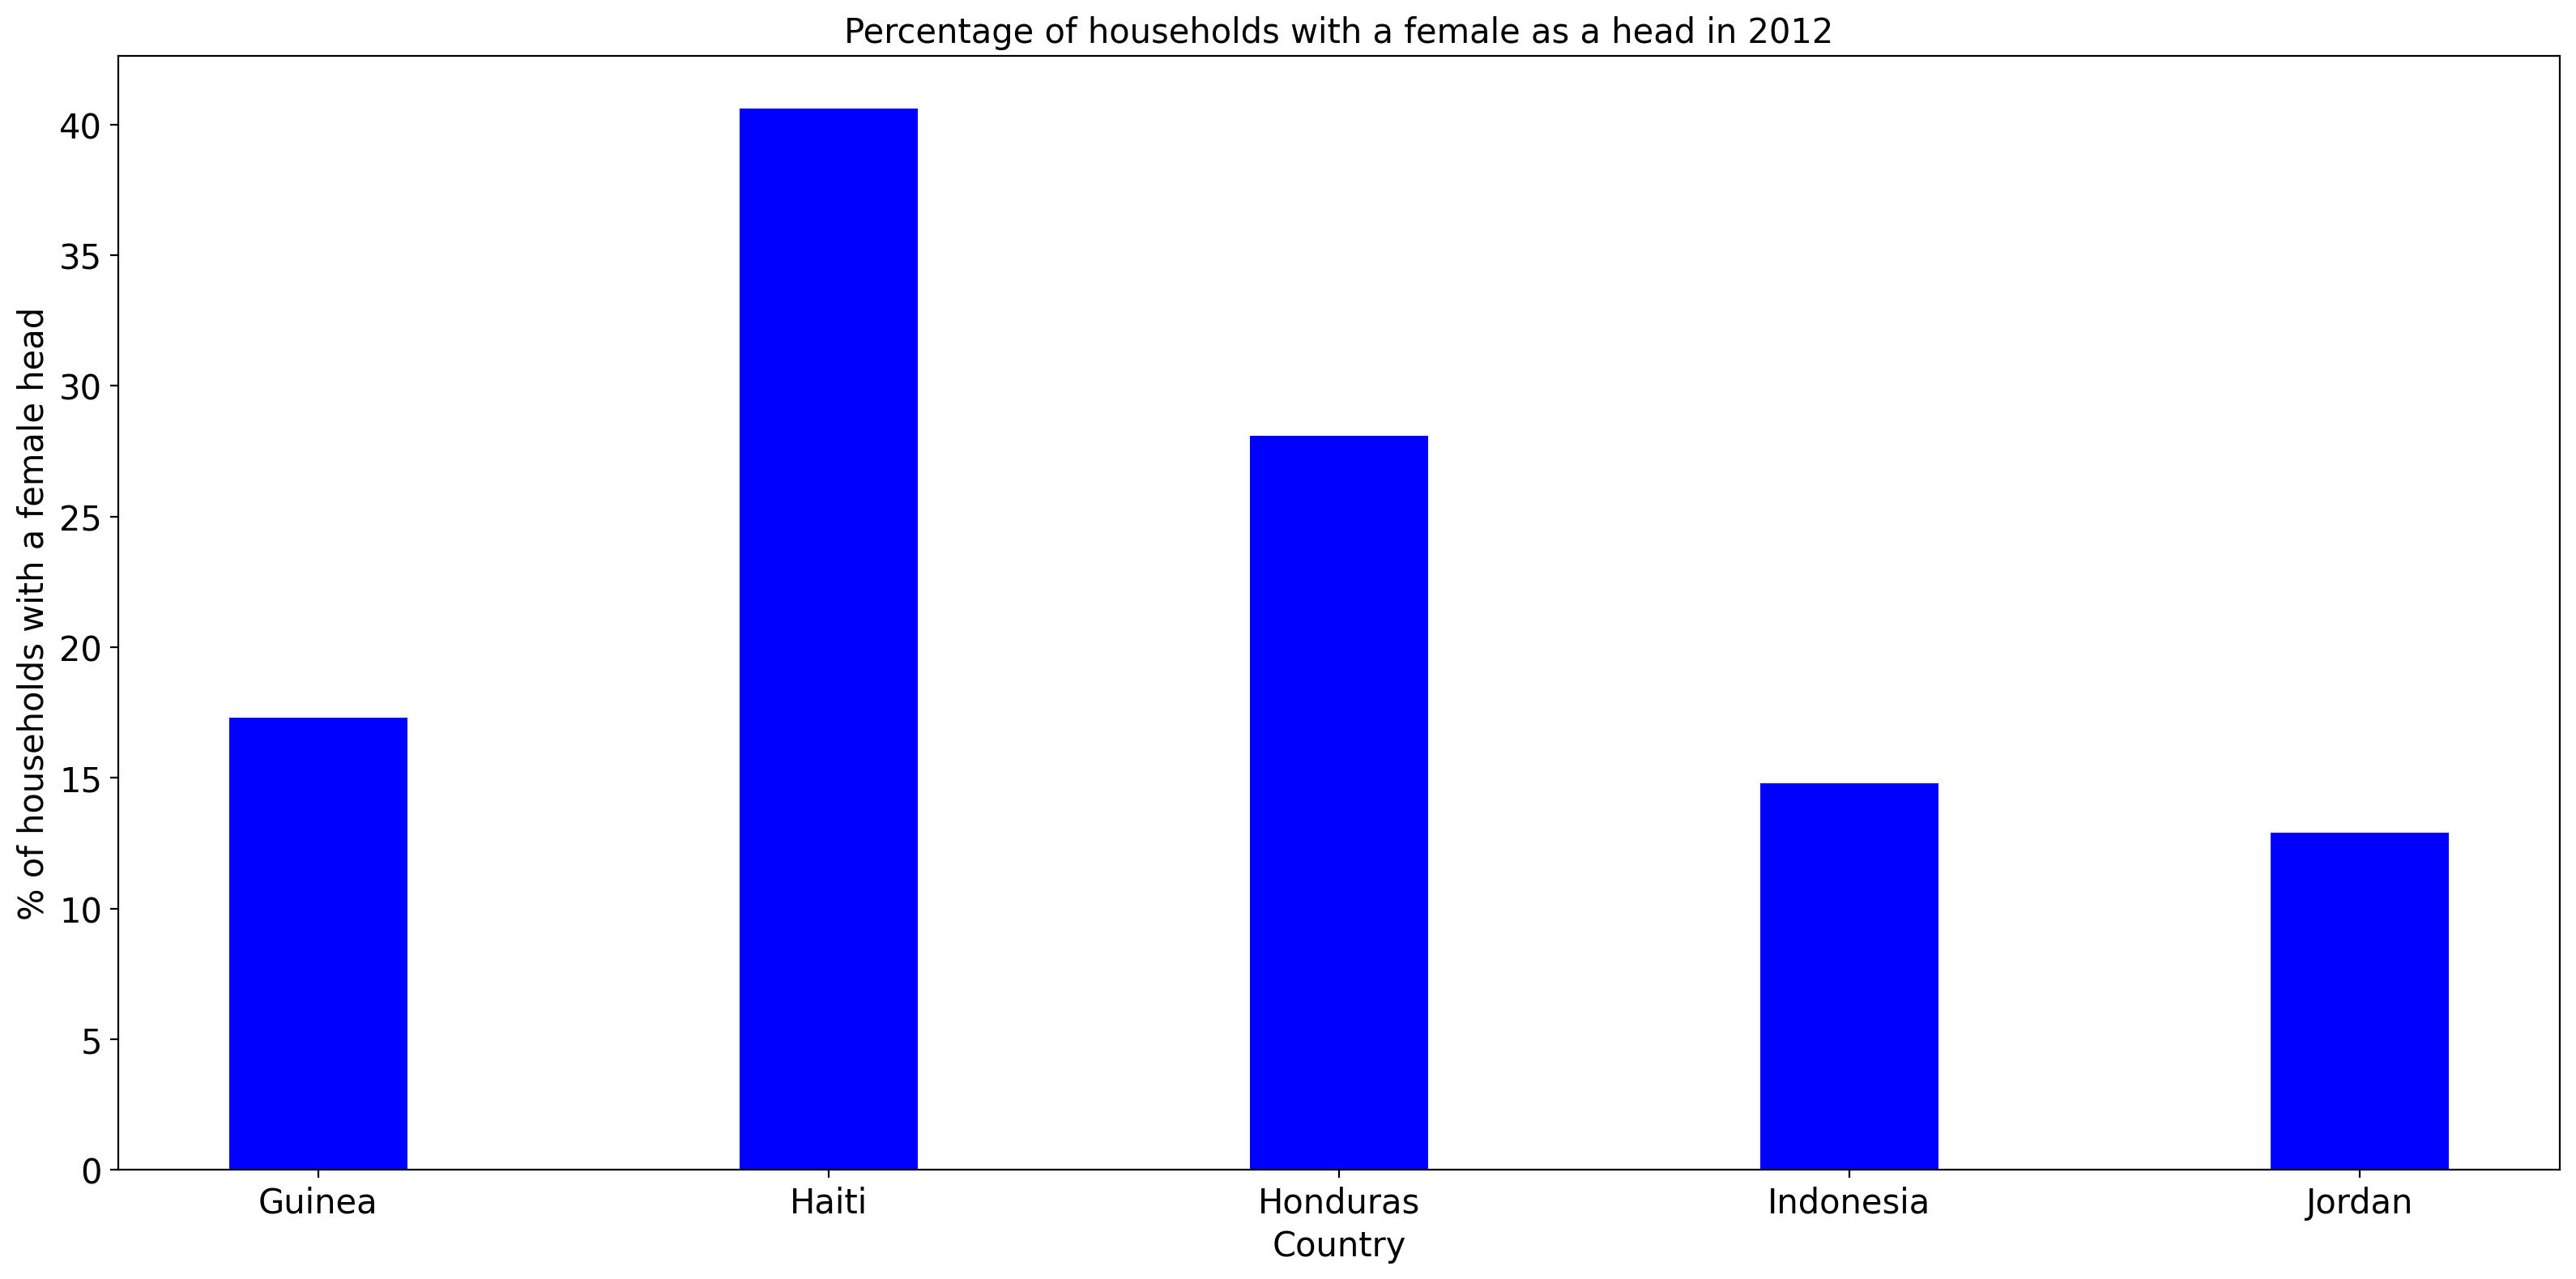 Percentage of households with a female as a head in 2012
% of households with a female head
40
35
30
25
20
15
10
5
0
Guinea
Haiti
Honduras
Indonesia
Jordan
Country